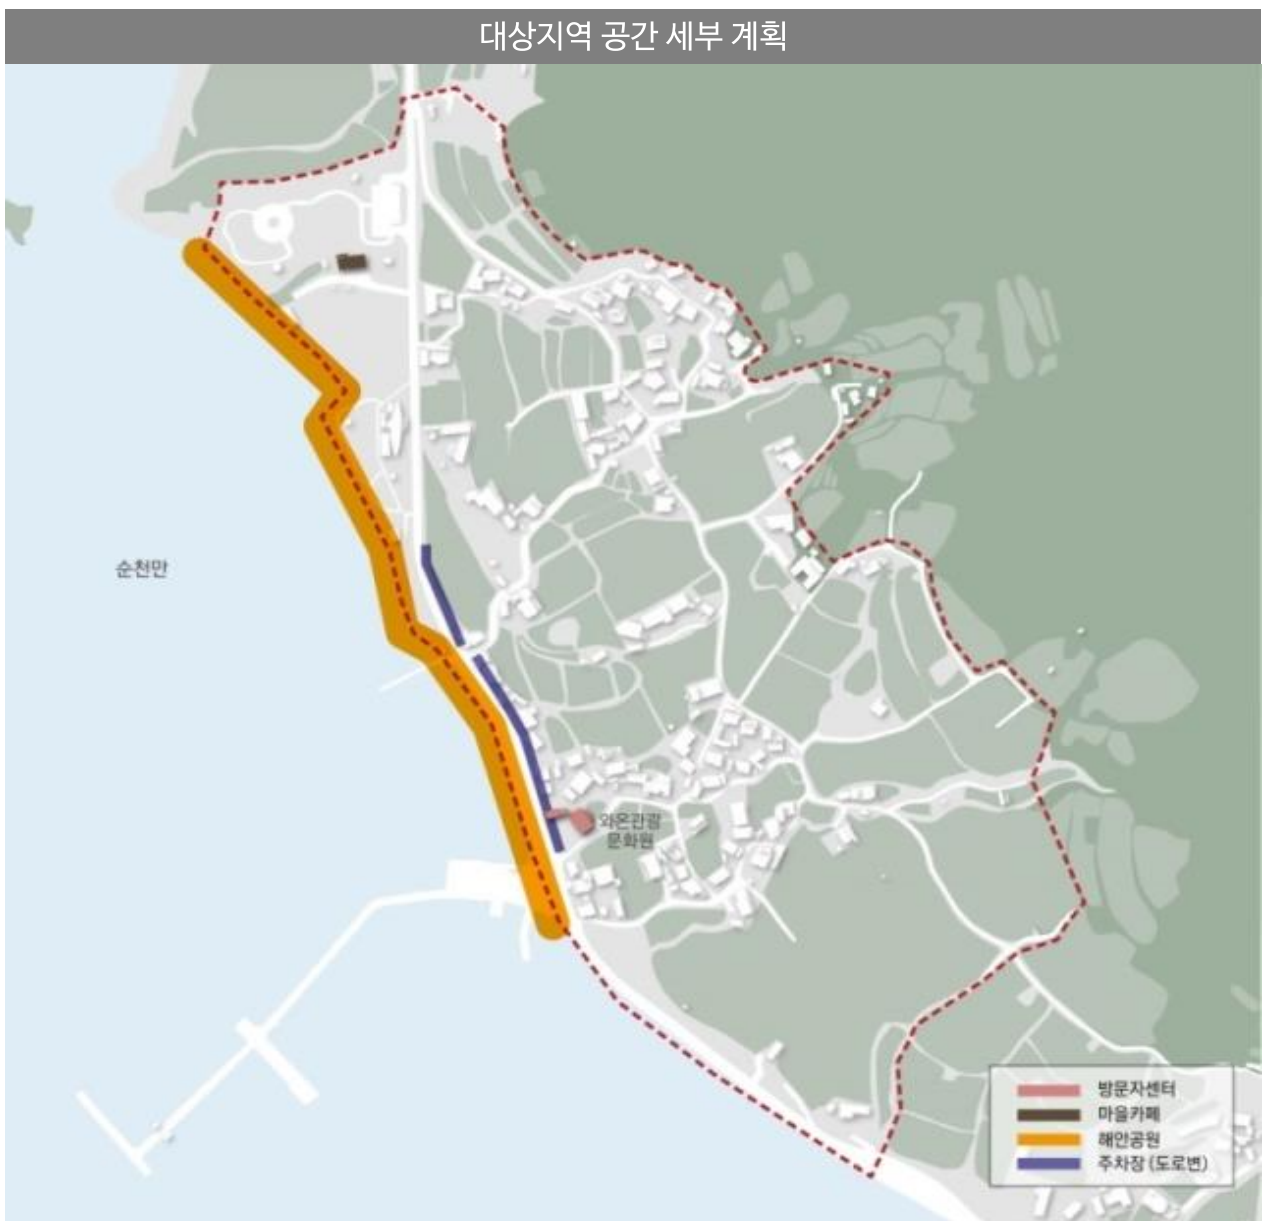 대상지역 공간 세부 계획
순천만
와온관광
문화원
방문자센터
마을카페
해안공원
주차장 (도로변)